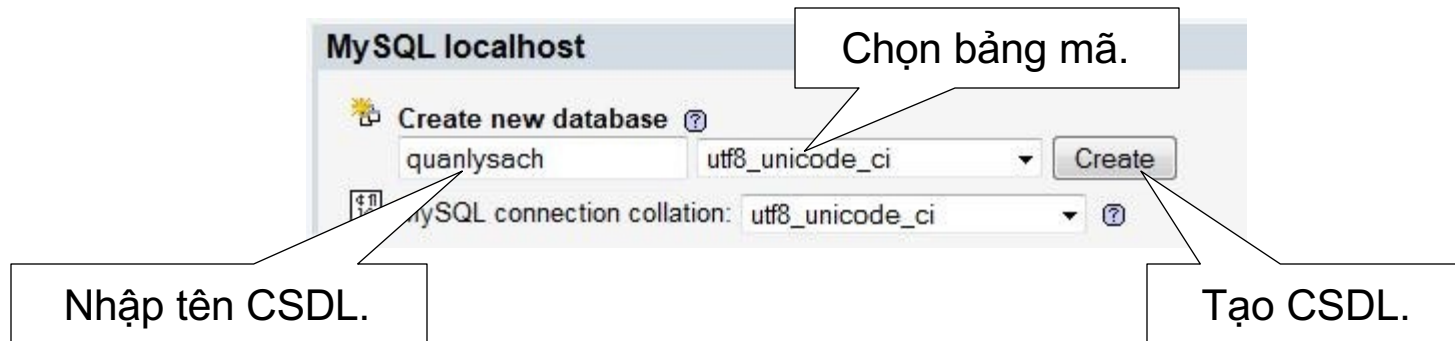 MySQL localhost
Chọn bảng mã.
Create new database
quanlysach utf8_unicode_ci Create
MySQL connection collation: utf8_unicode_ci
Nhập tên CSDL.
Tạo CSDL.